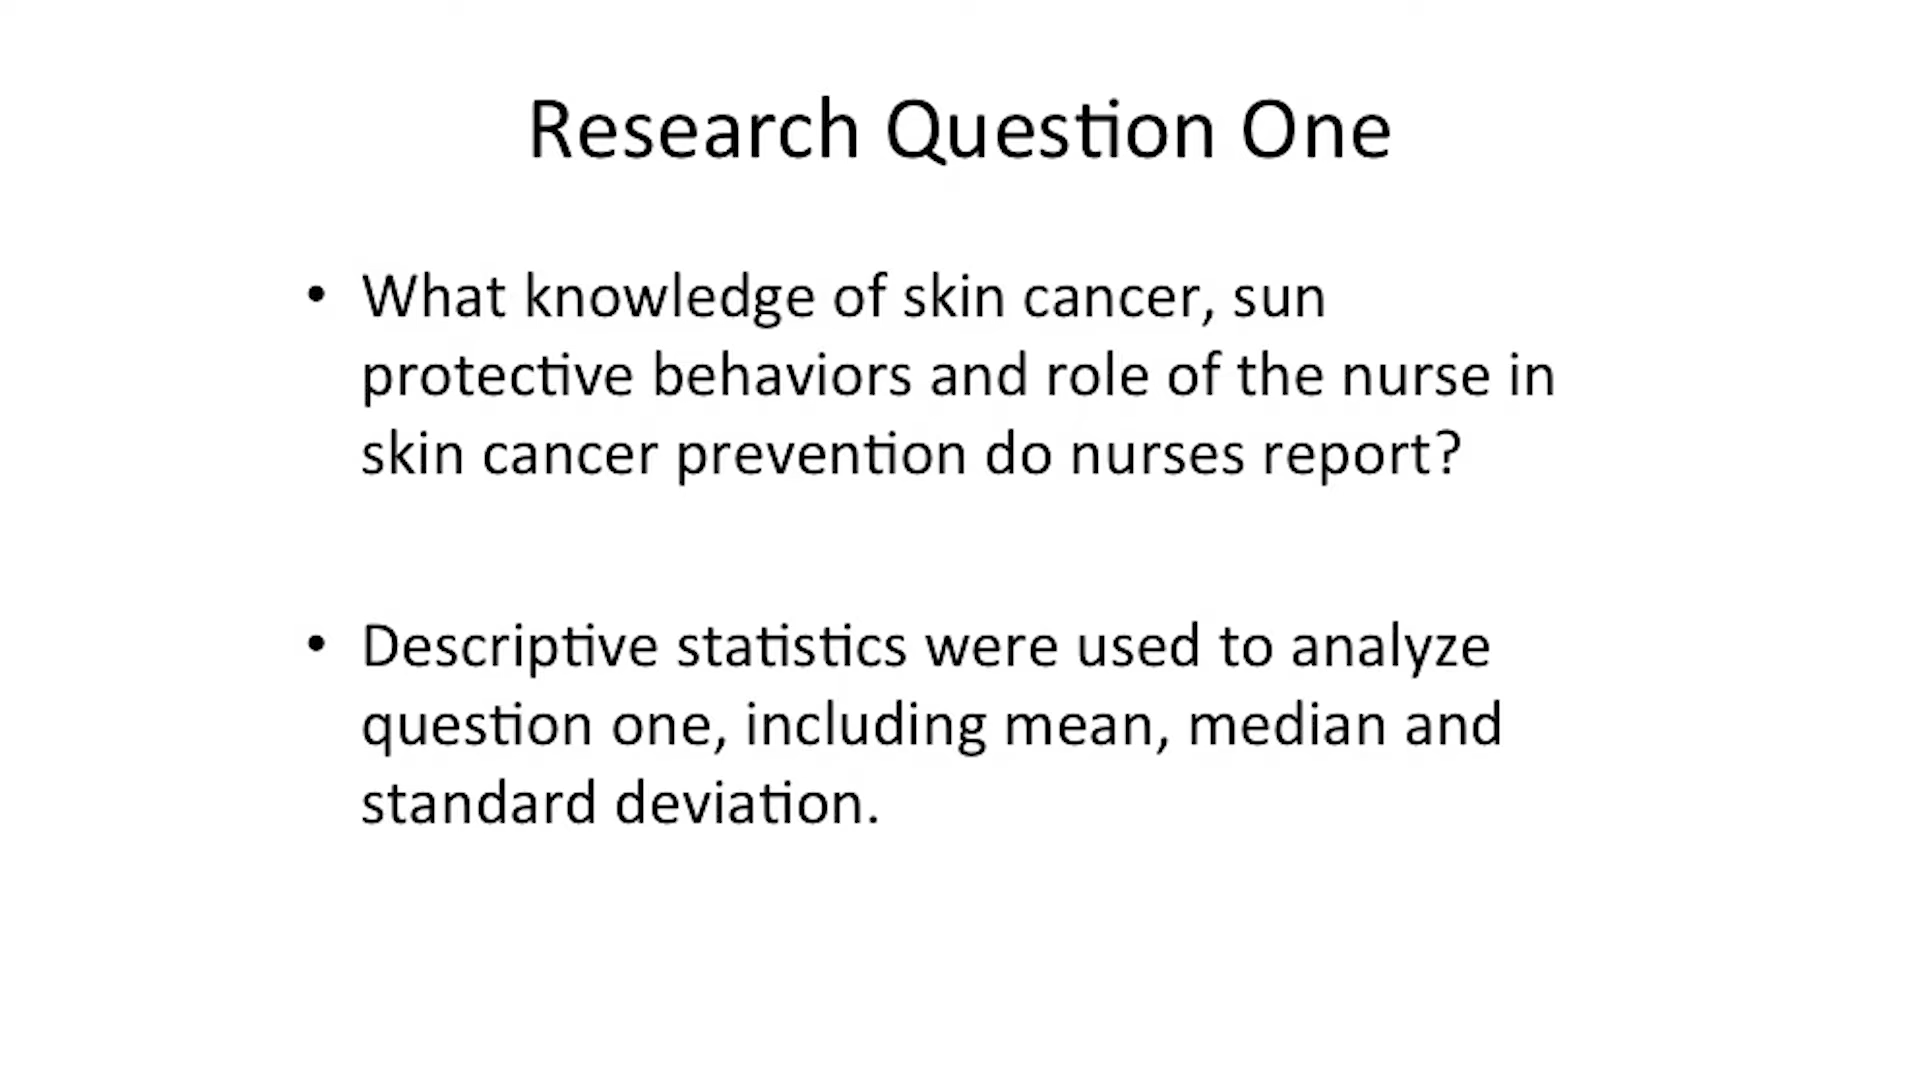 Research Question One
• What knowledge of skin cancer, sun
protective behaviors and role of the nurse in
skin cancer prevention do nurses report?
• Descriptive statistics were used to analyze
question one, including mean, median and
standard deviation.